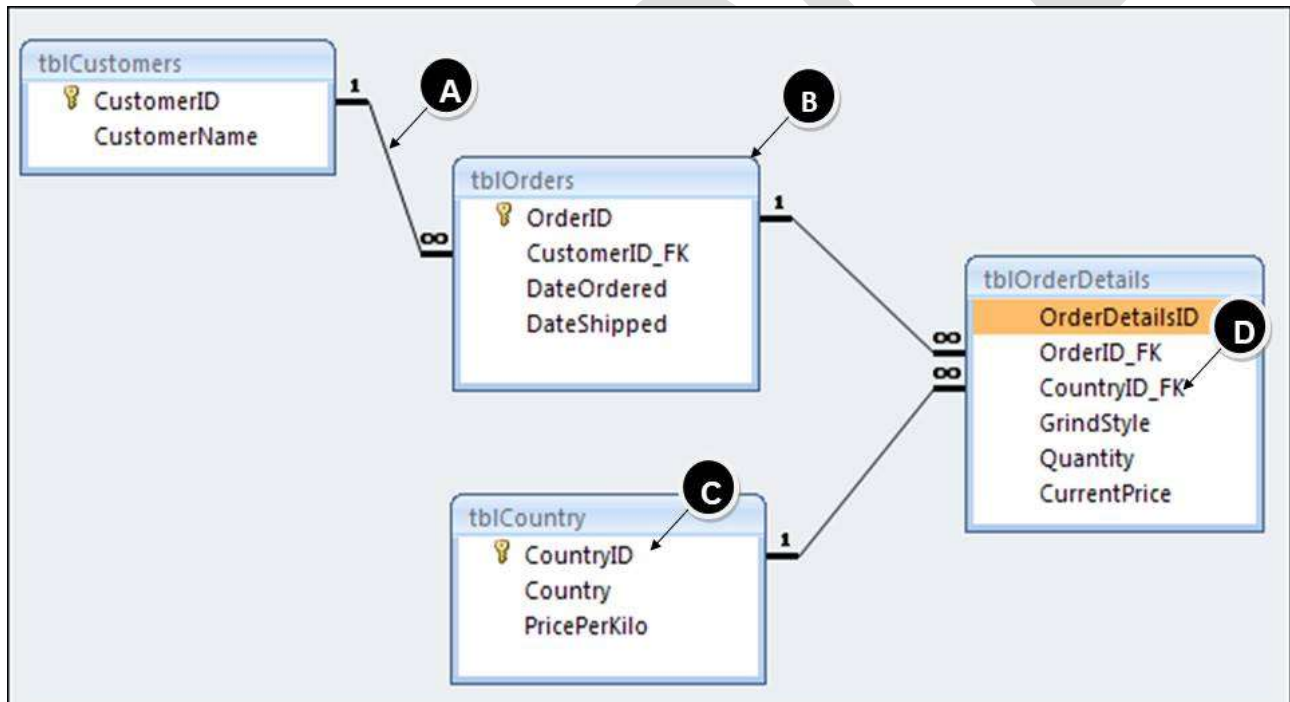 tblCustomers
CustomerID
CustomerName
1
A
∞
B
tblOrders
OrderID
CustomerID_FK
DateOrdered
DateShipped
1
∞
∞
tblOrderDetails
OrderDetailsID
OrderID_FK
CountryID_FK
GrindStyle
Quantity
CurrentPrice
D
C
tblCountry
CountryID
Country
PricePerKilo
1